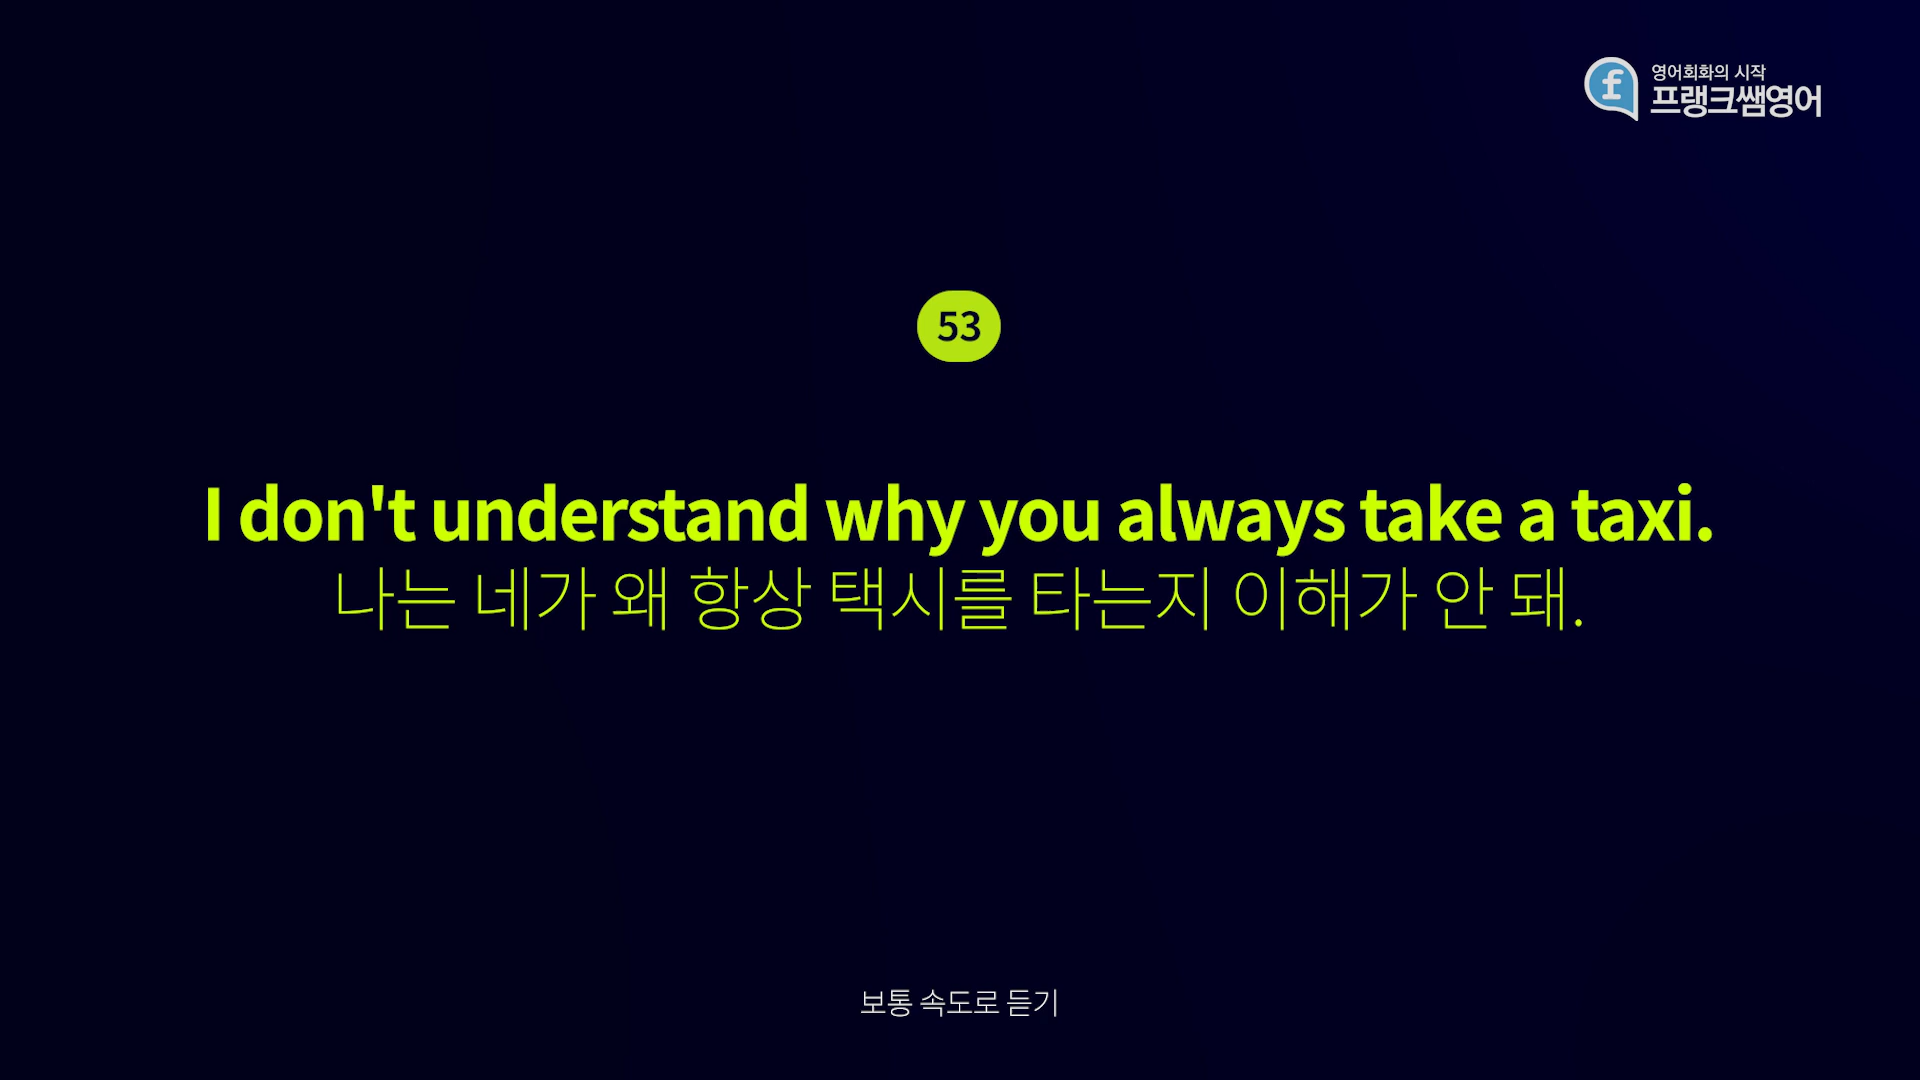 영어회화의 시작
프랭크쌤영어
53
I don't understand why you always take a taxi.
나는 네가 왜 항상 택시를 타는지 이해가 안 돼.
보통 속도로 듣기